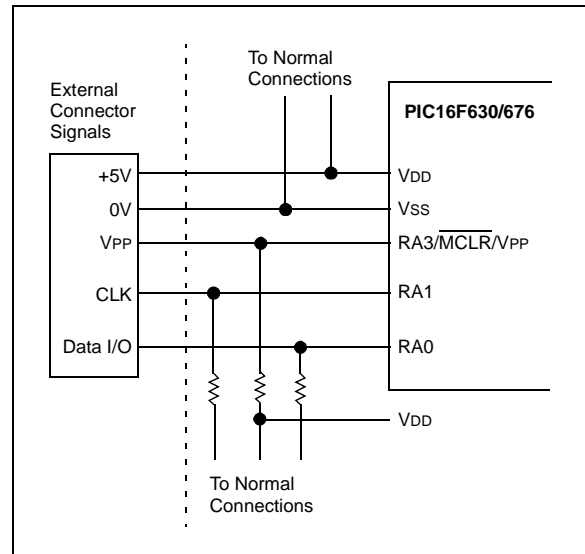 To Normal
Connections
External
Connector
Signals
PIC16F630/676
+5V
VDD
0V
VSS
VPP
RA3/MCLR/VPP
CLK
RA1
Data I/O
RA0
VDD
To Normal
Connections